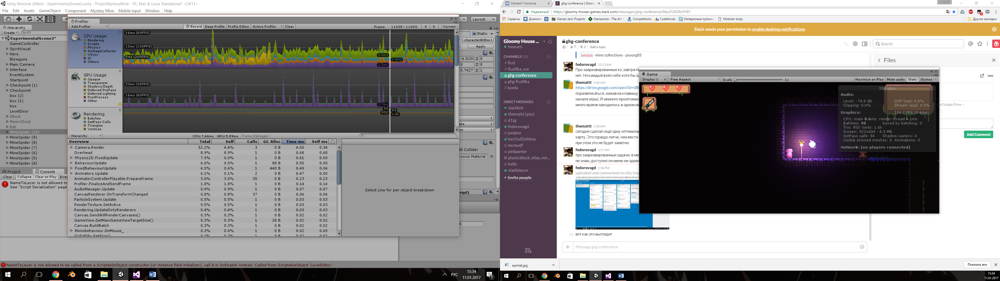 Unity Personal (64bit) - ExperimentalScene2.unity - ProjectMysteryMine - PC, Mac & Linux Standalone* <DX11>
File Edit Assets GameObject Component Mystery Mine Mobile Input Window Help
Layout
Hierarchy
Create
All
ExperimentalScene2*
GameController
SpiritVisual
Hero
Blowguns
Main Camera
Interface
EventSystem
Startpoint
Checkpoint (1)
Checkpoint
box (2)
box (1)
box
LevelDoor
Ghost
MinerGhost
Bat
MineSpider (10)
MineSpider (9)
MineSpider (8)
MineSpider (7)
MineSpider (6)
MineSpider (5)
MineSpider (4)
Project Console
Clear Collapse Clear on Play
NameToLayer is not allowed to
See "Script Serialization" page
Profiler
Add Profiler Record Deep Profile Profile Editor Active Profiler Clear Frame: 11035 / 11093 Current
CPU Usage
Rendering
Scripts
Physics
GarbageCollector
VSync
Gi
Others
16ms (60FPS)
10ms (100FPS)
5ms (200FPS)
3.3ms
1.0ms
2.5ms
GPU Usage
Opaque
Transparent
Shadows/Depth
Deferred PrePass
Deferred Lighting
PostProcess
Other
33ms (30FPS)
16ms (60FPS)
3.7ms
Rendering
Batches
SetPass Calls
Triangles
Vertices
90
84
950
1.6k
Hierarchy CPU:7.66ms GPU:5.89ms Frame Debugger
Overview Total Self Calls GC Alloc Time ms Self ms
Camera.Render 52.2% 4.4% 3 0 B 4.00 0.34
Overhead 8.9% 8.9% 1 0 B 0.68 0.68
Physics2D.FixedUpdate 7.9% 0.0% 1 0 B 0.61 0.00
BehaviourUpdate 6.6% 0.0% 1 88 B 0.50 0.00
FixedBehaviourUpdate 6.5% 0.6% 1 440 B 0.49 0.04
Animators.Update 6.1% 0.1% 2 0 B 0.47 0.00
AnimatorControllerPlayable.PrepareFrame 3.0% 3.0% 35 0 B 0.23 0.23
Profiler.FinalizeAndSendFrame 1.8% 1.8% 1 0 B 0.14 0.14
AudioManager.Update 0.9% 0.9% 1 0 B 0.07 0.07
CanvasRenderer.OnTransformChanged 0.8% 0.8% 37 0 B 0.06 0.06
ParticleSystem.Update 0.5% 0.5% 1 0 B 0.03 0.03
RenderTexture.SetActive 0.5% 0.5% 1 0 B 0.03 0.03
Rendering.UpdateDirtyRenderers 0.4% 0.4% 1 0 B 0.03 0.03
Canvas.SendWillRenderCanvases() 0.3% 0.3% 1 0 B 0.02 0.02
GameView.GetMainGameViewTargetSize() 0.3% 0.3% 1 24 B 0.02 0.02
Canvas.BuildBatch 0.3% 0.3% 1 0 B 0.02 0.02
Monobehaviour.OnMouse_ 0.3% 0.0% 1 0 B 0.02 0.00
GUIUtility.SetSkin() 0.2% 0.2% 1 0 B 0.02 0.02
Select Line for per-object breakdown
Static
Apply
-6.520 Z 0
0 Z 0
0.7427 Z 1
dit Collider
hysics Material
NameToLayer is not allowed to be called from a ScriptableObject constructor (or instance field initializer), call it in OnEnable instead. Called from ScriptableObject 'LevelEditor'.
РУС
15:34
11.01.2017
Матвей Степанов
ghg-conference | Gloom
Матвей
Надежный https://gloomy-house-games.slack.com/messages/ghg-conference/files/F2K5RUFHP/
Сервисы Диалоги Games Jam: Projects Gamasutra - The Art Competitions Codeforces Интересные публика Modular body Другие закладки
Slack needs your permission to enable desktop notifications.
Gloomy House ...
themattt
CHANNELS (12)
# flud
# fludilka_vse
ghg-conference
ghg-fludilka
konfa
DIRECT MESSAGES
slackbot
themattt (you)
d1zg
fedorovagd
justjeso
lord1of2ultima
mr.murff
pinkpanter
plasticblock, elias, mir...
trello
vladislav.m
+ Invite people
ghg-conference
7 3 Add a topic
Search
Files
1b91b2b mine collections - psyorg85
fedorovagd 12:13 AM
Про заархивированные хз, завтра по
нет. Но каждый взял себе хотя бы од
themattt 2:40 AM
https://drive.google.com/open?id=0B
поразвлекаться, нажав на клавишу
начале игры). Я немного прооптимиз
много врагов находилось в одном ме
themattt 2:30 AM
сегодня сделал ещё одну оптимизац
карту. Это гораздо легче, чем вести
при этом это не будет заметно
fedorovagd 2:57 PM
про заархивированные задачи: в ме
не знаю, доступно ли меню не-адми
fedorovagd 2:58 PM
uploaded and commented on this ima
вот как это выглядит
Message ghg-conference
m Google Drive
Add Comment
Game
Display 1 Free Aspect Scale 1x Maximize on Play Mute audio Stats Gizmos
Statistics
Audio:
Level: -74.8 dB DSP load: 0.6%
Clipping: 0.0% Stream load: 0.0%
Graphics: 116.2 FPS (8.6ms)
CPU: main 8.6ms render thread 4.1ms
Batches: 90 Saved by batching: 0
Tris: 950 Verts: 1.6k
Screen: 922x404 - 4.3 MB
SetPass calls: 84 Shadow casters: 0
Visible skinned meshes: 0 Animations: 0
Network: (no players connected)
earHat.jpg
Показать все
15:34
11.01.2017